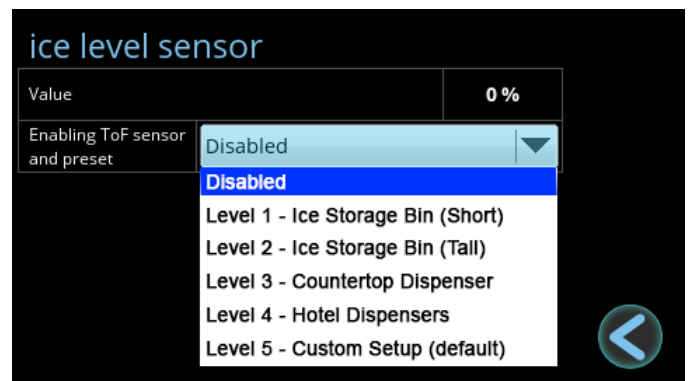 ice level sensor
Value
0 %
Enabling ToF sensor
and preset
Disabled
Disabled
Level 1 - Ice Storage Bin (Short)
Level 2 - Ice Storage Bin (Tall)
Level 3 - Countertop Dispenser
Level 4 - Hotel Dispensers
Level 5 - Custom Setup (default)